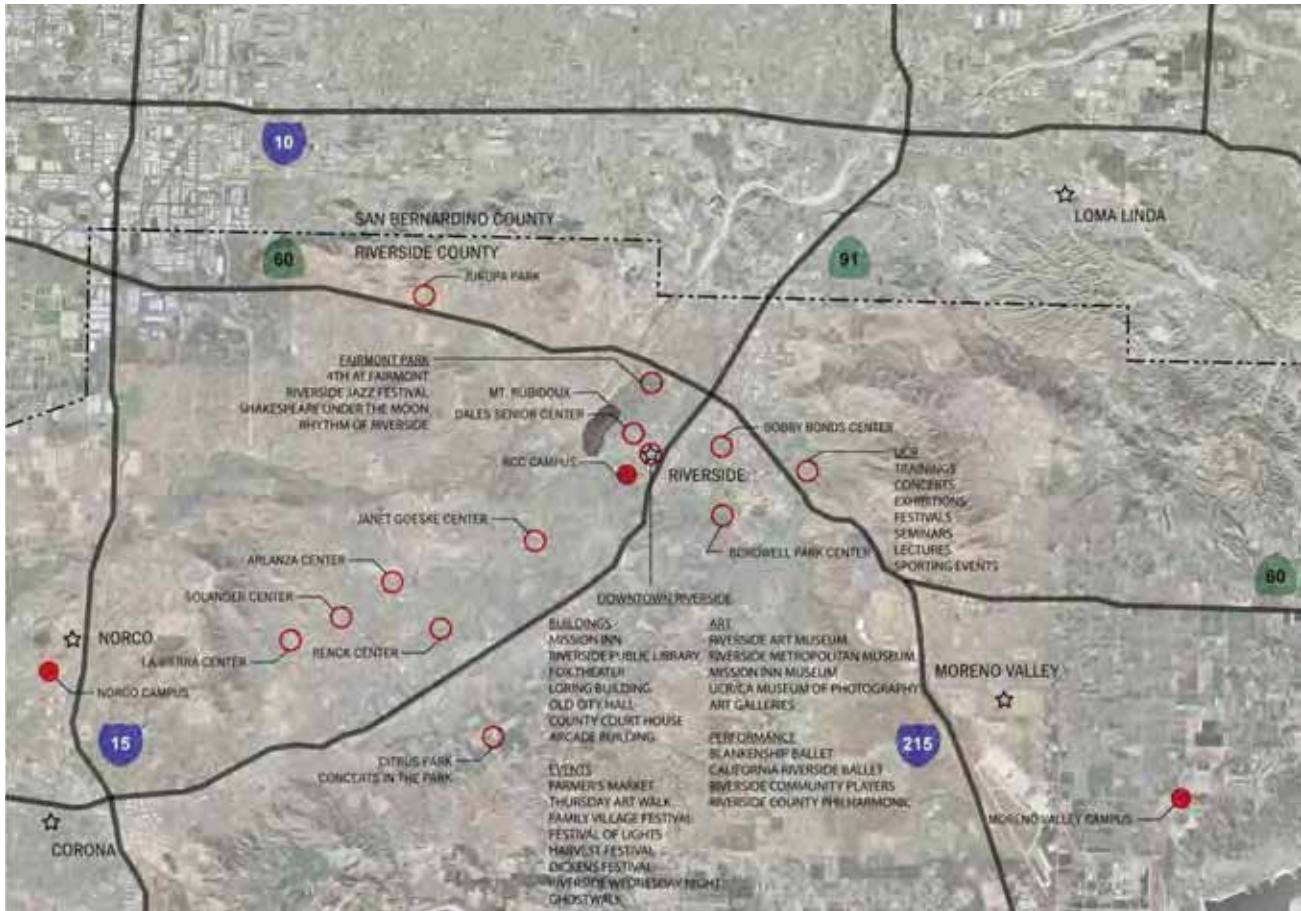 10
SAN BERNARDINO COUNTY
LOMA LINDA
60
RIVERSIDE COUNTY
91
JURUPA PARK
FAIRMONT PARK
4TH AT FAIRMONT
RIVERSIDE JAZZ FESTIVAL
SHAKESPEARE UNDER THE MOON
RHYTHM OF RIVERSIDE
MT. RUBIDOUX
DALES SENIOR CENTER
BOBBY BONDS CENTER
RCC CAMPUS
RIVERSIDE
UCR
TRAININGS
CONCERTS
EXHIBITIONS
FESTIVALS
SEMINARS
LECTURES
SPORTING EVENTS
JANET GOESKE CENTER
BORDWELL PARK CENTER
ARLANZA CENTER
SOLANDER CENTER
60
NORCO
LA SIERRA CENTER
RENCK CENTER
NORCO CAMPUS
15
CITRUS PARK
CONCERTS IN THE PARK
CORONA
DOWNTOWN RIVERSIDE
BUILDINGS
MISSION INN
RIVERSIDE PUBLIC LIBRARY
FOX THEATER
LORING BUILDING
OLD CITY HALL
COUNTY COURT HOUSE
ARCADE BUILDING
EVENTS
FARMER'S MARKET
THURSDAY ART WALK
FAMILY VILLAGE FESTIVAL
FESTIVAL OF LIGHTS
HARVEST FESTIVAL
DICKENS FESTIVAL
RIVERSIDE WEDNESDAY NIGHT
GHOSTWALK
ART
RIVERSIDE ART MUSEUM
RIVERSIDE METROPOLITAN MUSEUM
MISSION INN MUSEUM
UCR/CA MUSEUM OF PHOTOGRAPHY
ART GALLERIES
PERFORMANCE
BLANKENSHIP BALLET
CALIFORNIA RIVERSIDE BALLET
RIVERSIDE COMMUNITY PLAYERS
RIVERSIDE COUNTY PHILHARMONIC
MORENO VALLEY
215
MORENO VALLEY CAMPUS